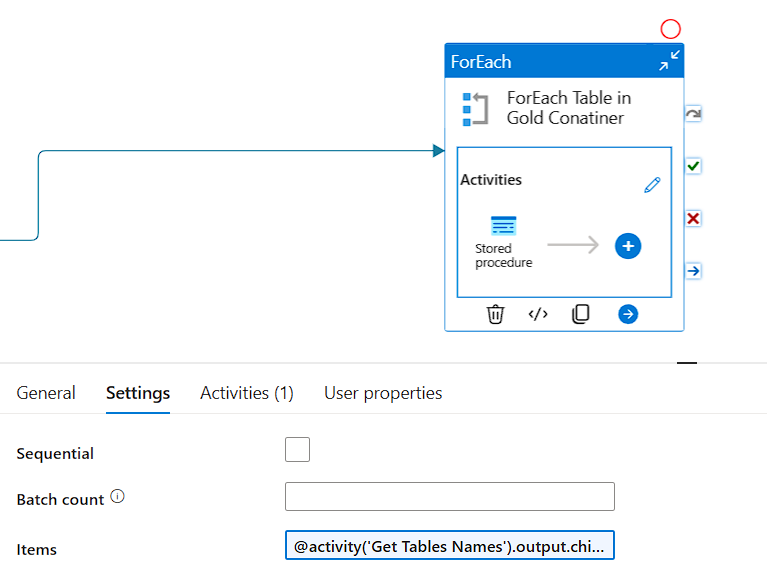 ForEach
ForEach Table in
Gold Conatiner
Activities
Stored
procedure
General
Settings
Activities (1)
User properties
Sequential
Batch count
Items
@activity('Get Tables Names').output.chi...